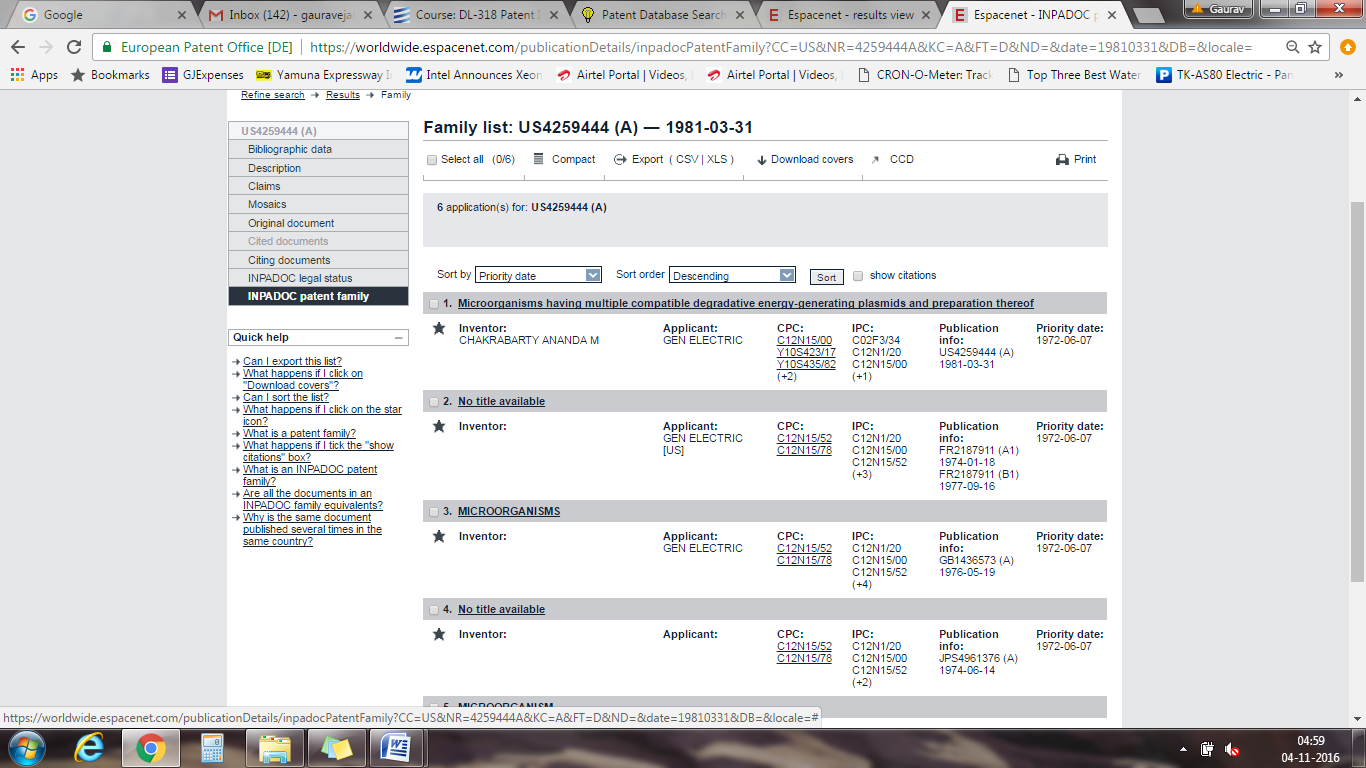 Google
Inbox (142) - gauraveja
Course: DL-318 Patent
Patent Database Search
Espacenet - results view
Espacenet - INPADOC p
Gaurav
European Patent Office [DE]
https://worldwide.espacenet.com/publicationDetails/inpadocPatentFamily?CC=US&NR=4259444A&KC=A&FT=D&ND=&date=19810331&DB=&locale=
Apps
Bookmarks
GJExpenses
Yamuna Expressway
Intel Announces Xeon
Airtel Portal | Videos,
Airtel Portal | Videos,
CRON-O-Meter: Track
Top Three Best Water
TK-AS80 Electric - Pan
»
Refine search → Results → Family
US4259444 (A)
Bibliographic data
Description
Claims
Mosaics
Original document
Cited documents
Citing documents
INPADOC legal status
INPADOC patent family
Quick help
Can I export this list?
What happens if I click on
"Download covers"?
Can I sort the list?
What happens if I click on the star
icon?
What is a patent family?
What happens if I tick the "show
citations" box?
What is an INPADOC patent
family?
Are all the documents in an
INPADOC family equivalents?
Why is the same document
published several times in the
same country?
Family list: US4259444 (A) — 1981-03-31
Select all (0/6) Compact Export ( CSV | XLS ) Download covers CCD Print
6 application(s) for: US4259444 (A)
Sort by Priority date Sort order Descending Sort show citations
1. Microorganisms having multiple compatible degradative energy-generating plasmids and preparation thereof
Inventor:
CHAKRABARTY ANANDA M
Applicant:
GEN ELECTRIC
CPC:
C12N15/00
Y10S423/17
Y10S435/82
(+2)
IPC:
C02F3/34
C12N1/20
C12N15/00
(+1)
Publication
info:
US4259444 (A)
1981-03-31
Priority date:
1972-06-07
2. No title available
Inventor:
Applicant:
GEN ELECTRIC
[US]
CPC:
C12N15/52
C12N15/78
IPC:
C12N1/20
C12N15/00
C12N15/52
(+3)
Publication
info:
FR2187911 (A1)
1974-01-18
FR2187911 (B1)
1977-09-16
Priority date:
1972-06-07
3. MICROORGANISMS
Inventor:
Applicant:
GEN ELECTRIC
CPC:
C12N15/52
C12N15/78
IPC:
C12N1/20
C12N15/00
C12N15/52
(+4)
Publication
info:
GB1436573 (A)
1976-05-19
Priority date:
1972-06-07
4. No title available
Inventor:
Applicant:
CPC:
C12N15/52
C12N15/78
IPC:
C12N1/20
C12N15/00
C12N15/52
(+2)
Publication
info:
JPS4961376 (A)
1974-06-14
Priority date:
1972-06-07
5. MICROORGANISM
https://worldwide.espacenet.com/publicationDetails/inpadocPatentFamily?CC=US&NR=4259444A&KC=A&FT=D&ND=&date=19810331&DB=&locale=#
04:59
04-11-2016